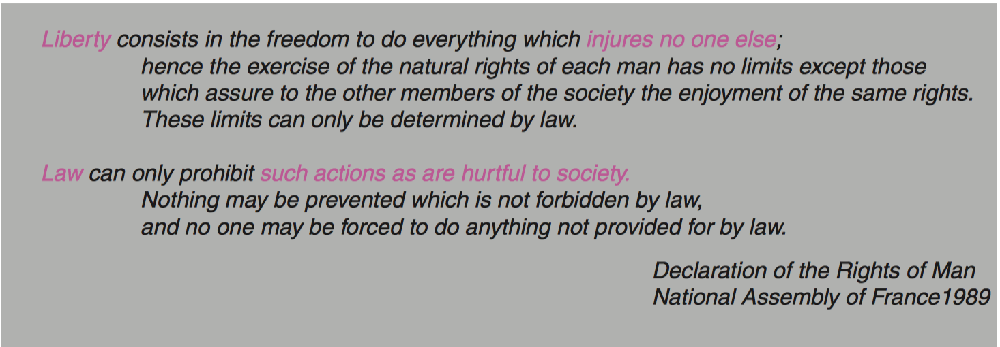 Liberty consists in the freedom to do everything which injures no one else;
hence the exercise of the natural rights of each man has no limits except those
which assure to the other members of the society the enjoyment of the same rights.
These limits can only be determined by law.
Law can only prohibit such actions as are hurtful to society.
Nothing may be prevented which is not forbidden by law,
and no one may be forced to do anything not provided for by law.
Declaration of the Rights of Man
National Assembly of France1989